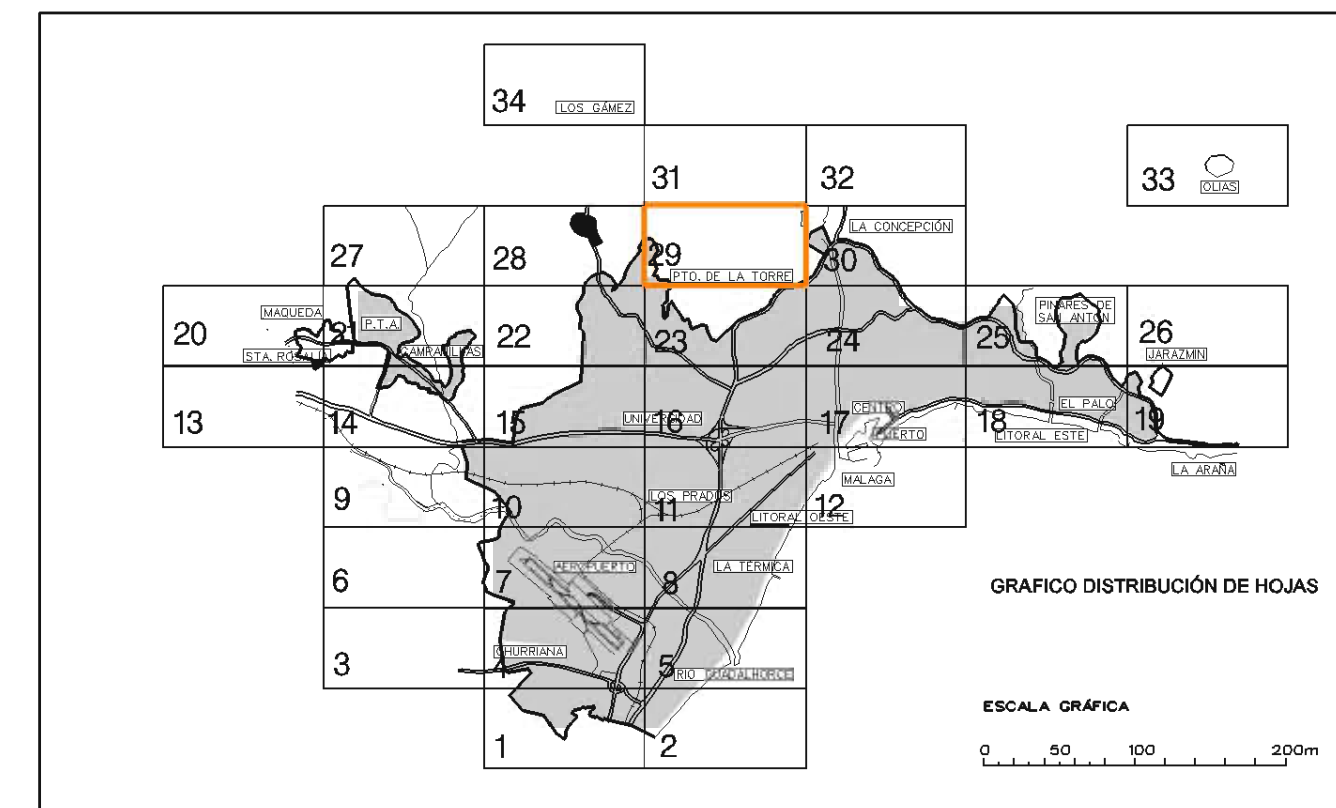 34 LOS GÁMEZ
31 32 33 OLIAS
LA CONCEPCIÓN
27 28 29 30
PTO. DE LA TORRE
MAQUEDA
P.T.A.
PINARES DE
SAN ANTON
20 22 23 24 25 26
STA. ROSALIA
JARAZMIN
13 14 15 16 17 18 19
UNIVERSIDAD
CENTRO
EL PALO
PUERTO
LITORAL ESTE
LA ARAÑA
MALAGA
9 10 11 12
LOS PRADOS
LITORAL OESTE
6 7 8
AEROPUERTO
LA TÉRMICA
GRAFICO DISTRIBUCIÓN DE HOJAS
3 5
CHURRIANA
RIO GUADALHORCE
1 2
ESCALA GRÁFICA
0 50 100 200m